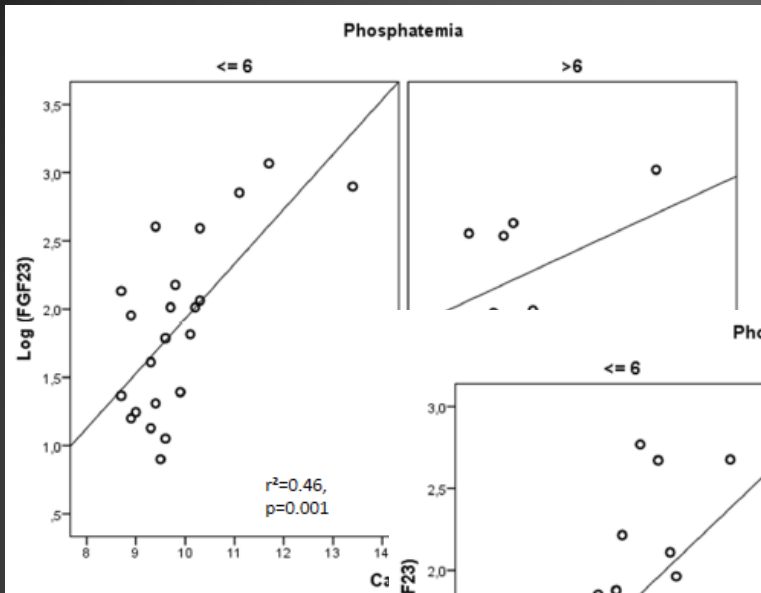 Phosphatemia
<= 6
>6
3,5
3,0
2,5
2,0
1,5
1,0
,5
Log (FGF23)
r²=0.46,
p=0.001
8 9 10 11 12 13 14
<= 6
3,0
2,5
2,0